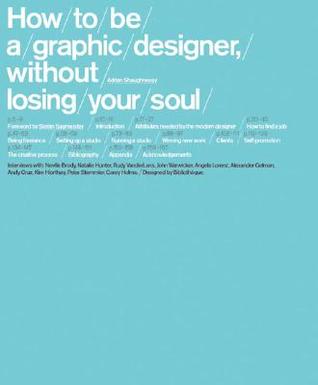 How/to/be/
a/graphic/designer,/
without/Adrian Shaughnessy
losing/your/soul/
Foreword by Stefan Sagmeister / Introduction / Attributes needed by the modern designer / How to find a job
Being freelance / Setting up a studio / Running a studio / Winning new work / Clients / Self-promotion
The creative process / Bibliography / Appendix / Acknowledgements
Interviews with: Neville Brody, Natalie Hunter, Rudy VanderLans, John Warwicker, Angela Lorenz, Alexander Gelman,
Andy Cruz, Kim Hiorthøy, Peter Stemmler, Corey Holms. / Designed by Bibliothèque.